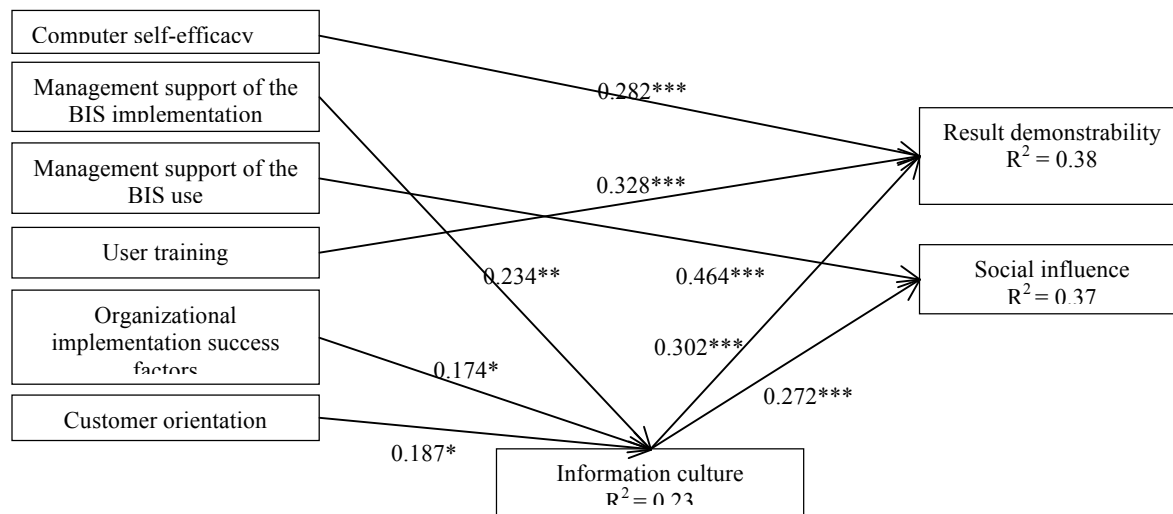 Computer self-efficacy
Management support of the
BIS implementation
Management support of the
BIS use
User training
Organizational
implementation success
factors
Customer orientation
0.282***
0.328***
0.234**
0.464***
0.302***
0.174*
0.272***
0.187*
Result demonstrability
R² = 0.38
Social influence
R² = 0.37
Information culture
R² = 0.23